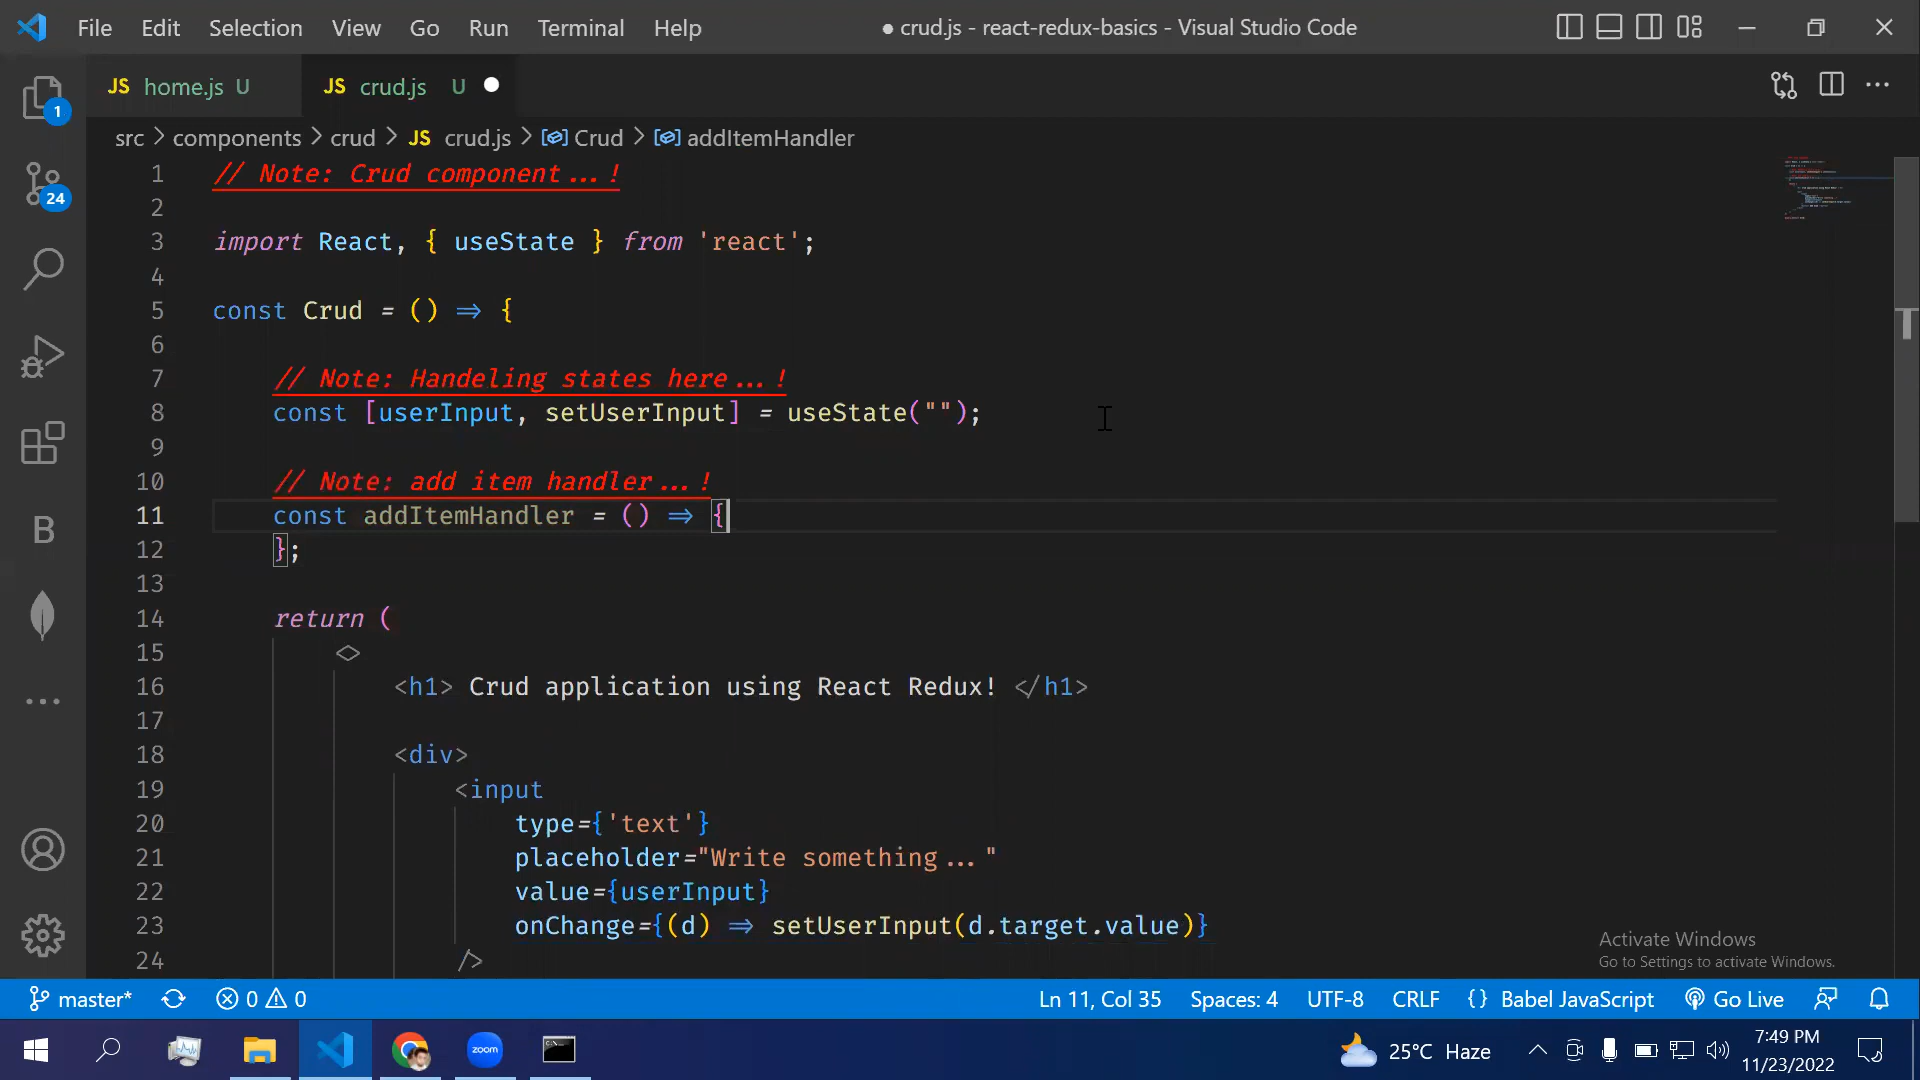 File Edit Selection View Go Run Terminal Help
● crud.js - react-redux-basics - Visual Studio Code
JS home.js U
JS crud.js U
src > components > crud > JS crud.js > Crud > addItemHandler
1 // Note: Crud component...!
2
3 import React, { useState } from 'react';
4
5 const Crud = () => {
6
7 // Note: Handeling states here...!
8 const [userInput, setUserInput] = useState("");
9
10 // Note: add item handler...!
11 const addItemHandler = () => {
12 };
13
14 return (
15 <>
16 <h1> Crud application using React Redux! </h1>
17
18 <div>
19 <input
20 type={'text'}
21 placeholder="Write something..."
22 value={userInput}
23 onChange={(d) => setUserInput(d.target.value)}
24 />
1
24
B
Activate Windows
Go to Settings to activate Windows.
master* 0 0 Ln 11, Col 35 Spaces: 4 UTF-8 CRLF {} Babel JavaScript Go Live
zoom
25°C Haze
7:49 PM
11/23/2022